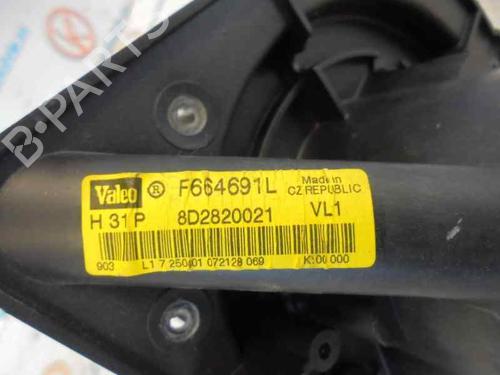 Valeo ® F664691L Made in
CZ REPUBLIC
H 31 P 8D2820021 VL1
903 L1 7 250/01 072128 069 K:00 000
B-PARTS